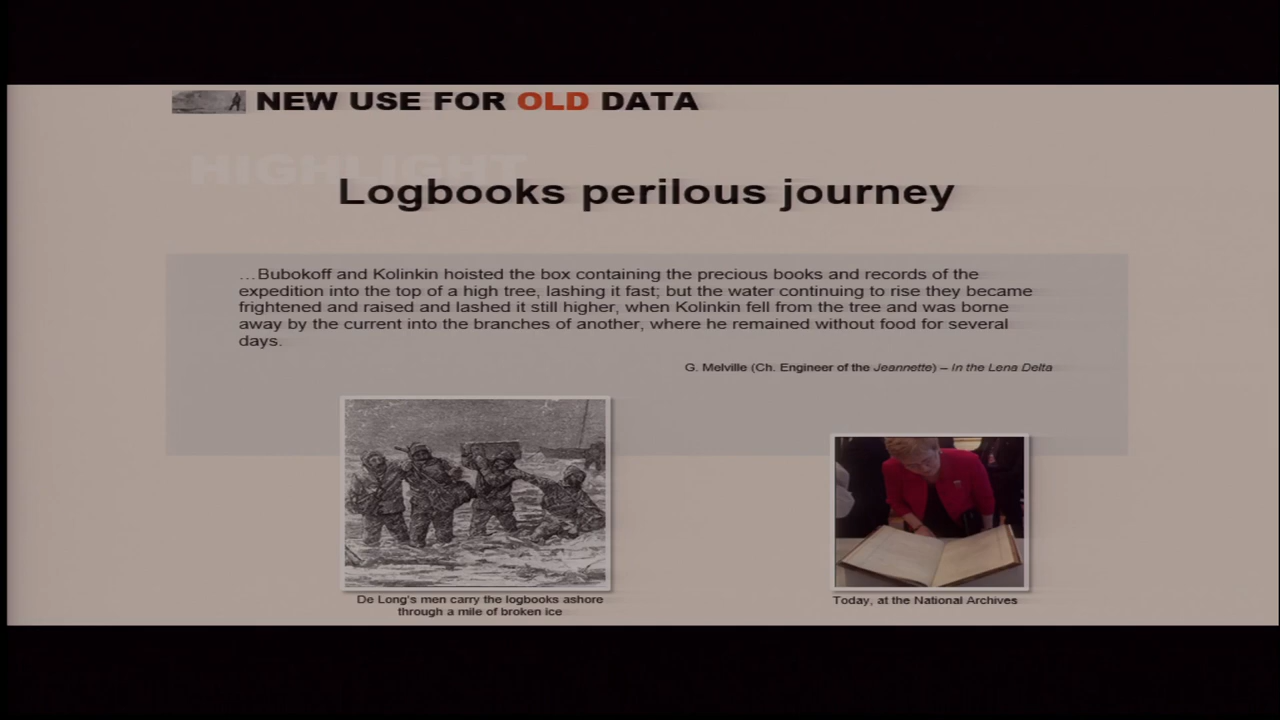 NEW USE FOR OLD DATA
HIGHLIGHT
Logbooks perilous journey
…Bubokoff and Kolinkin hoisted the box containing the precious books and records of the
expedition into the top of a high tree, lashing it fast; but the water continuing to rise they became
frightened and raised and lashed it still higher, when Kolinkin fell from the tree and was borne
away by the current into the branches of another, where he remained without food for several
days.
G. Melville (Ch. Engineer of the Jeannette) – In the Lena Delta
De Long's men carry the logbooks ashore
through a mile of broken ice
Today, at the National Archives